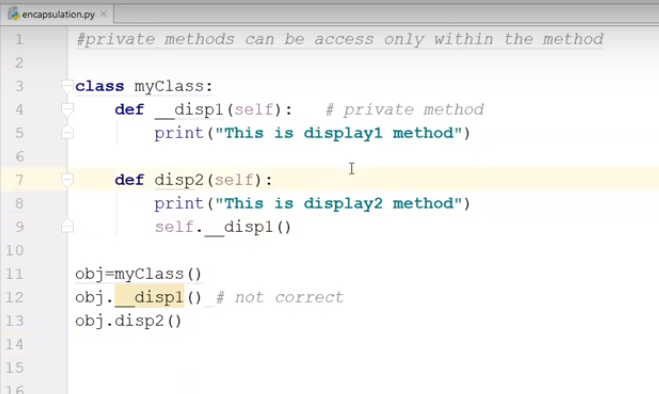 encapsulation.py
1 #private methods can be access only within the method
2
3 class myClass:
4     def __disp1(self):   # private method
5         print("This is display1 method")
6
7     def disp2(self):
8         print("This is display2 method")
9         self.__disp1()
10
11 obj=myClass()
12 obj.__disp1() # not correct
13 obj.disp2()
14
15
16